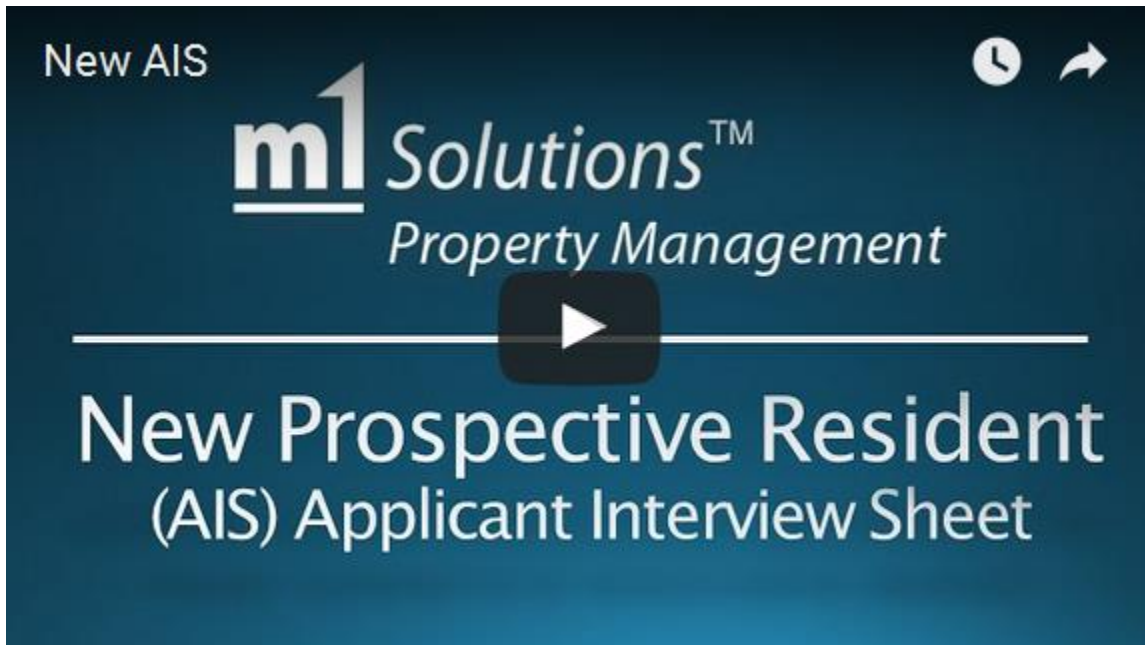 New AIS
m1 Solutions™
Property Management
New Prospective Resident
(AIS) Applicant Interview Sheet